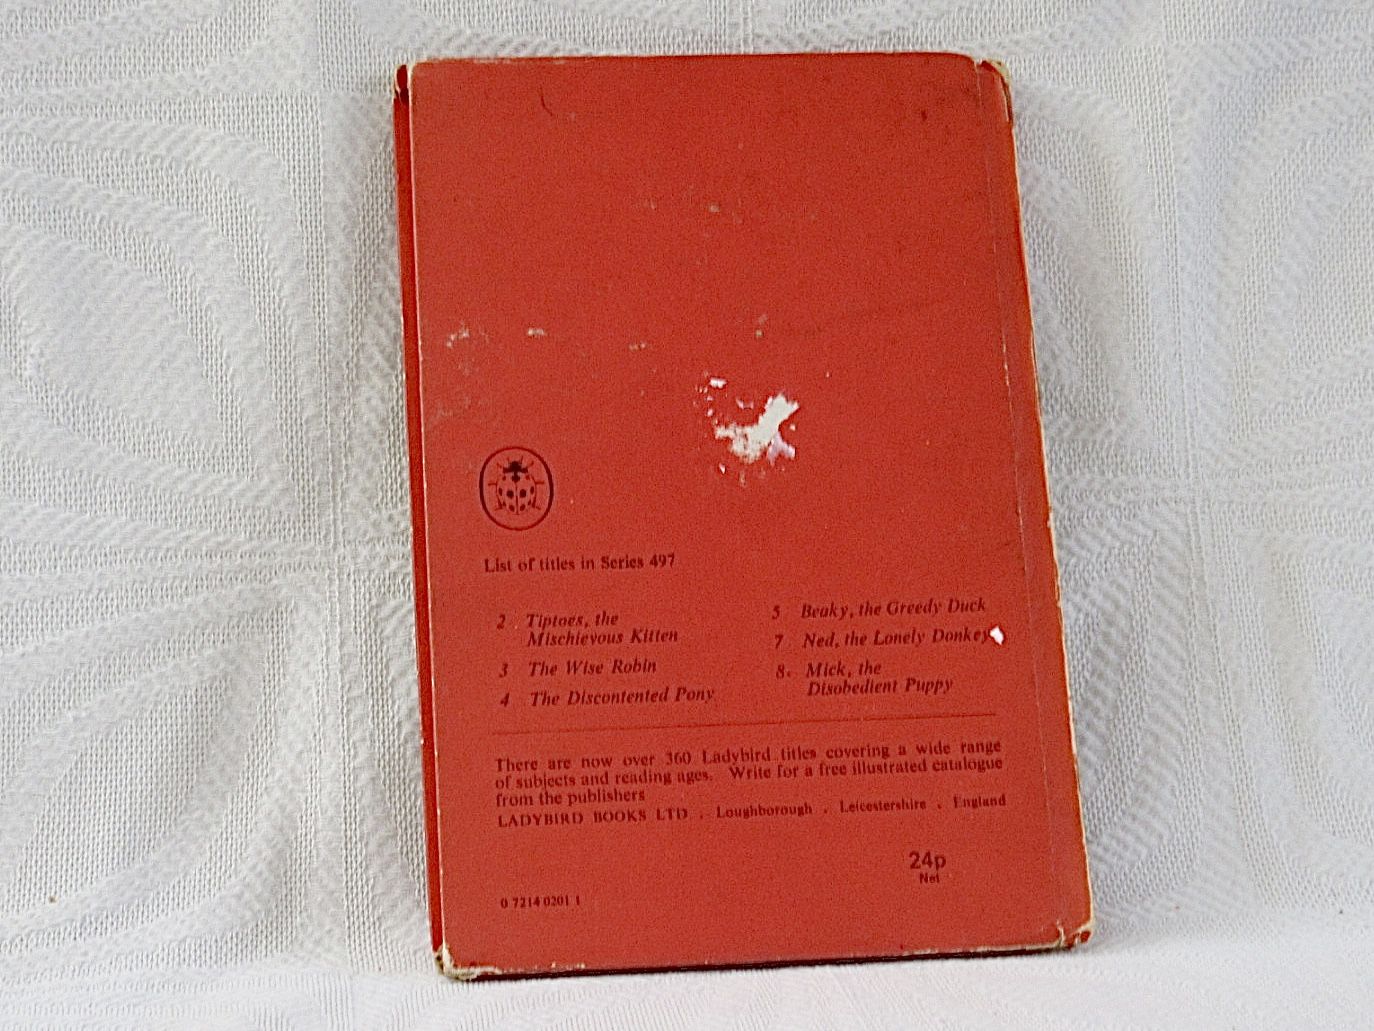 List of titles in Series 497
2 Tiptoes, the
Mischievous Kitten
3 The Wise Robin
4 The Discontented Pony
5 Beaky, the Greedy Duck
7 Ned, the Lonely Donkey
8. Mick, the
Disobedient Puppy
There are now over 360 Ladybird titles covering a wide range
of subjects and reading ages. Write for a free illustrated catalogue
from the publishers
LADYBIRD BOOKS LTD . Loughborough . Leicestershire . England
24p
Net
0 7214 0201 1